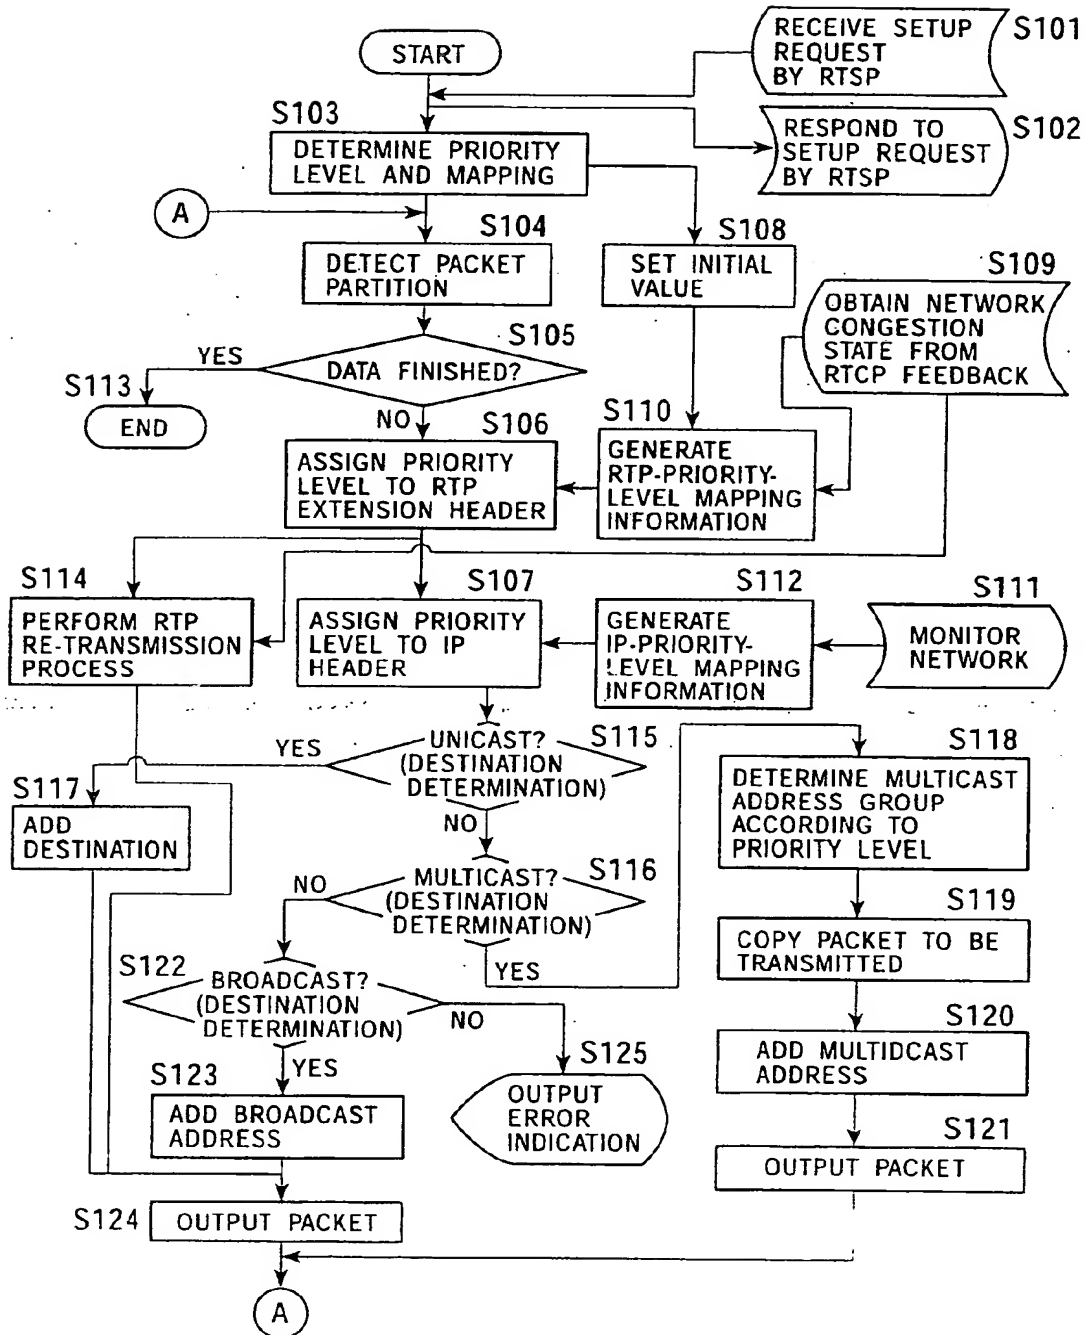 START
RECEIVE SETUP
REQUEST
BY RTSP
S101
S103
DETERMINE PRIORITY
LEVEL AND MAPPING
RESPOND TO
SETUP REQUEST
BY RTSP
S102
A
S104
DETECT PACKET
PARTITION
S108
SET INITIAL
VALUE
S109
OBTAIN NETWORK
CONGESTION
STATE FROM
RTCP FEEDBACK
S105
DATA FINISHED?
YES
S113
END
NO
S106
ASSIGN PRIORITY
LEVEL TO RTP
EXTENSION HEADER
S110
GENERATE
RTP-PRIORITY-
LEVEL MAPPING
INFORMATION
S114
PERFORM RTP
RE-TRANSMISSION
PROCESS
S107
ASSIGN PRIORITY
LEVEL TO IP
HEADER
S112
GENERATE
IP-PRIORITY-
LEVEL MAPPING
INFORMATION
S111
MONITOR
NETWORK
YES
UNICAST?
(DESTINATION
DETERMINATION)
S115
S117
ADD
DESTINATION
NO
S118
DETERMINE MULTICAST
ADDRESS GROUP
ACCORDING TO
PRIORITY LEVEL
NO
MULTICAST?
(DESTINATION
DETERMINATION)
S116
YES
S119
COPY PACKET TO BE
TRANSMITTED
S122
BROADCAST?
(DESTINATION
DETERMINATION)
NO
YES
S120
ADD MULTIDCAST
ADDRESS
S123
ADD BROADCAST
ADDRESS
S125
OUTPUT
ERROR
INDICATION
S121
OUTPUT PACKET
S124
OUTPUT PACKET
A